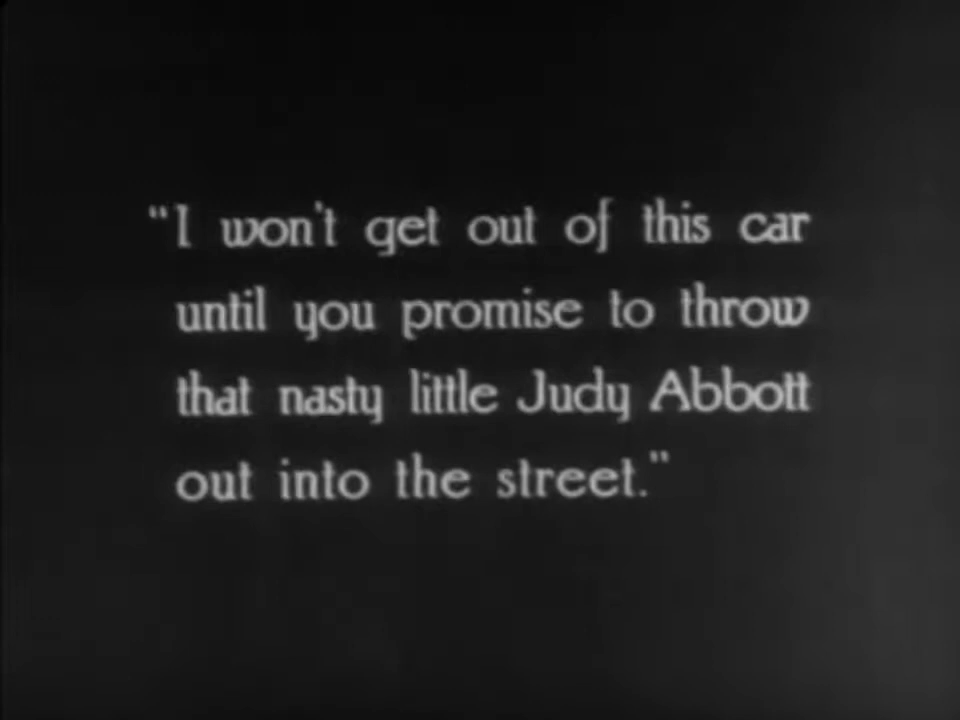 "I won't get out of this car
until you promise to throw
that nasty little Judy Abbott
out into the street."